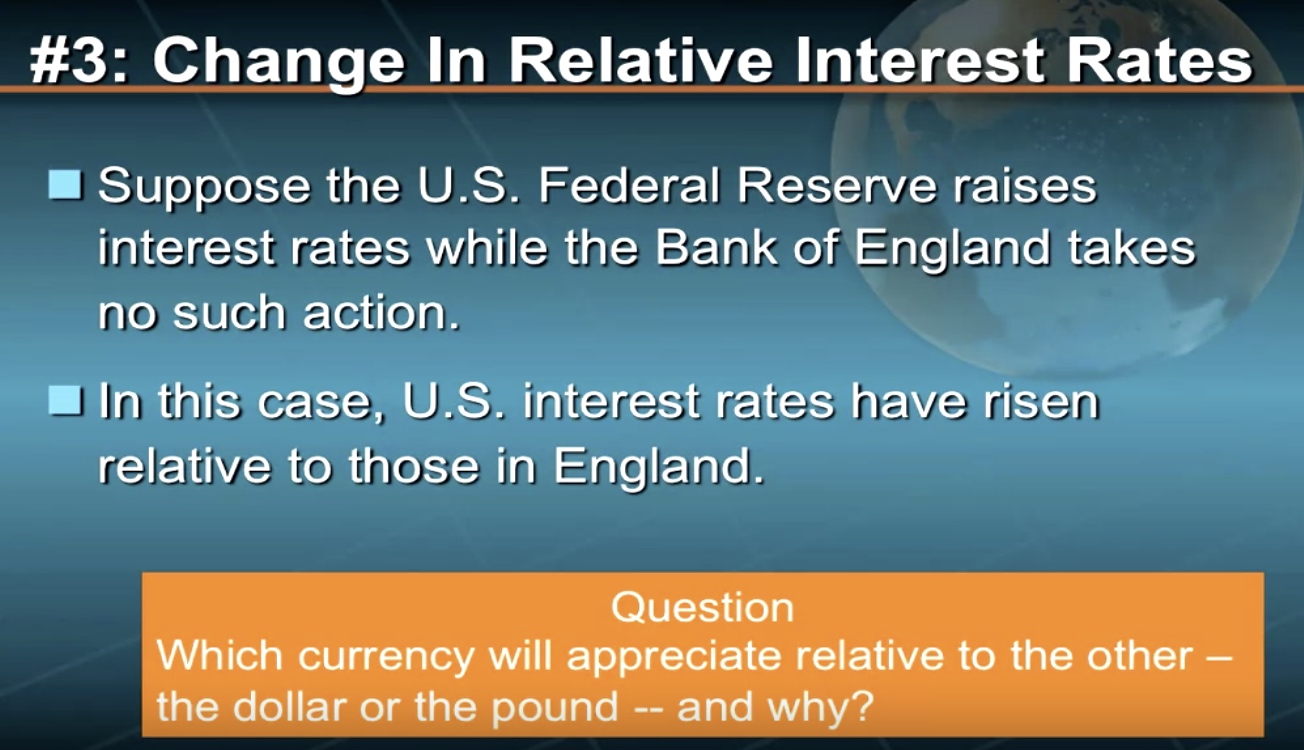 #3: Change In Relative Interest Rates
Suppose the U.S. Federal Reserve raises
interest rates while the Bank of England takes
no such action.
In this case, U.S. interest rates have risen
relative to those in England.
Question
Which currency will appreciate relative to the other –
the dollar or the pound -- and why?